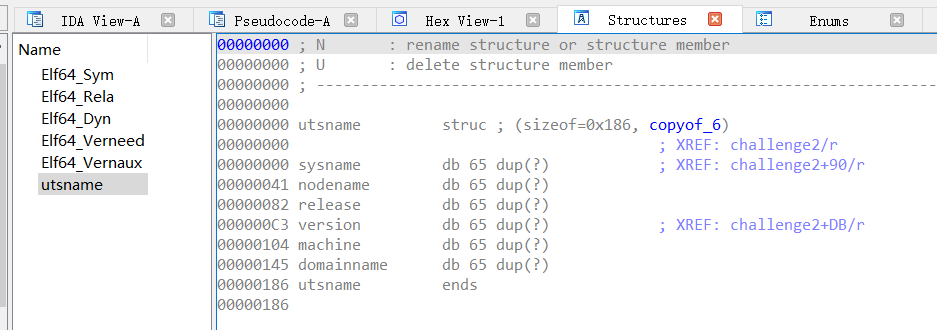 IDA View-A Pseudocode-A Hex View-1 Structures Enums
Name
Elf64_Sym
Elf64_Rela
Elf64_Dyn
Elf64_Verneed
Elf64_Vernaux
utsname
00000000 ; N : rename structure or structure member
00000000 ; U : delete structure member
00000000 ; ---------------------------------------------------------------------
00000000
00000000 utsname struc ; (sizeof=0x186, copyof_6)
00000000 ; XREF: challenge2/r
00000000 sysname db 65 dup(?) ; XREF: challenge2+90/r
00000041 nodename db 65 dup(?)
00000082 release db 65 dup(?)
000000C3 version db 65 dup(?) ; XREF: challenge2+DB/r
00000104 machine db 65 dup(?)
00000145 domainname db 65 dup(?)
00000186 utsname ends
00000186